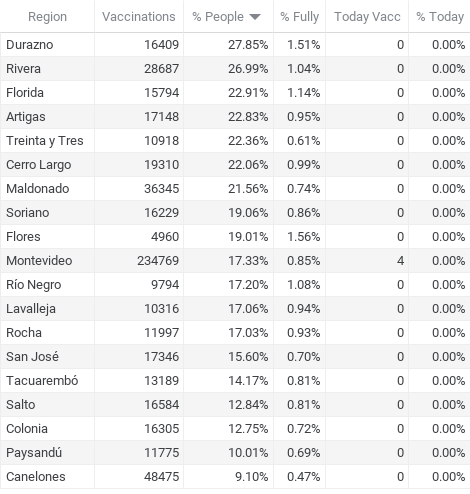 Region Vaccinations % People % Fully Today Vacc % Today
Durazno 16409 27.85% 1.51% 0 0.00%
Rivera 28687 26.99% 1.04% 0 0.00%
Florida 15794 22.91% 1.14% 0 0.00%
Artigas 17148 22.83% 0.95% 0 0.00%
Treinta y Tres 10918 22.36% 0.61% 0 0.00%
Cerro Largo 19310 22.06% 0.99% 0 0.00%
Maldonado 36345 21.56% 0.74% 0 0.00%
Soriano 16229 19.06% 0.86% 0 0.00%
Flores 4960 19.01% 1.56% 0 0.00%
Montevideo 234769 17.33% 0.85% 4 0.00%
Río Negro 9794 17.20% 1.08% 0 0.00%
Lavalleja 10316 17.06% 0.94% 0 0.00%
Rocha 11997 17.03% 0.93% 0 0.00%
San José 17346 15.60% 0.70% 0 0.00%
Tacuarembó 13189 14.17% 0.81% 0 0.00%
Salto 16584 12.84% 0.81% 0 0.00%
Colonia 16305 12.75% 0.72% 0 0.00%
Paysandú 11775 10.01% 0.69% 0 0.00%
Canelones 48475 9.10% 0.47% 0 0.00%